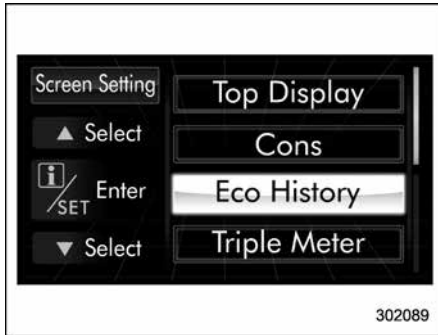 Screen Setting
▲ Select
i/SET Enter
▼ Select
Top Display
Cons
Eco History
Triple Meter
302089